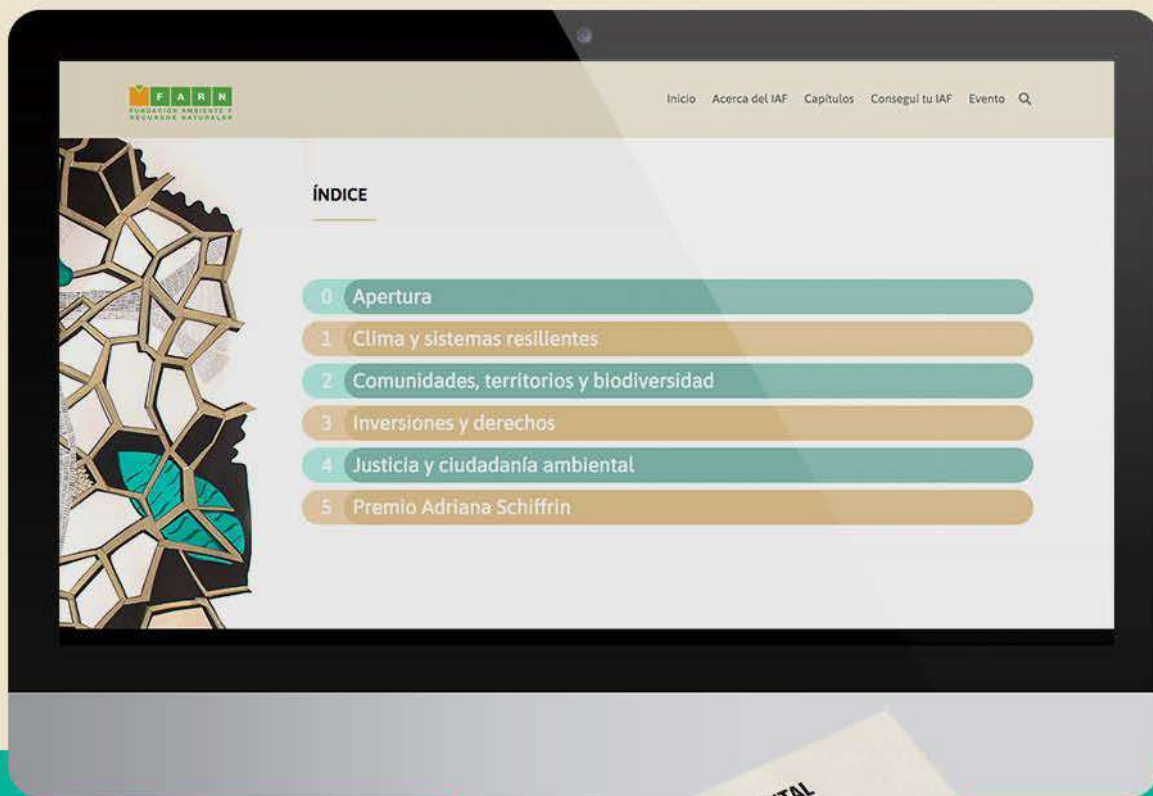 F A R N
FUNDACIÓN AMBIENTE Y
RECURSOS NATURALES
Inicio Acerca del IAF Capítulos Conseguí tu IAF Evento
ÍNDICE
0 Apertura
1 Clima y sistemas resilientes
2 Comunidades, territorios y biodiversidad
3 Inversiones y derechos
4 Justicia y ciudadanía ambiental
5 Premio Adriana Schiffrin